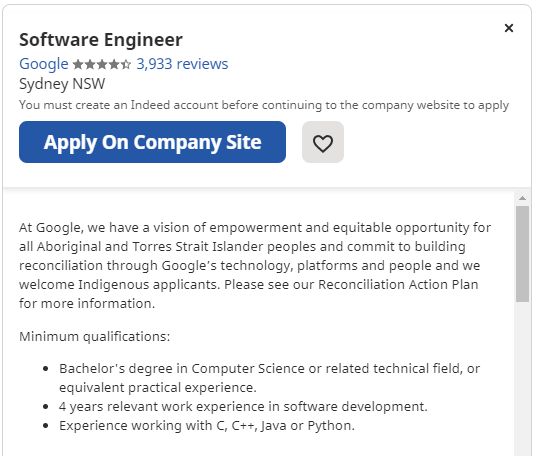 ×
Software Engineer
Google ★★★★⯪ 3,933 reviews
Sydney NSW
You must create an Indeed account before continuing to the company website to apply
Apply On Company Site
At Google, we have a vision of empowerment and equitable opportunity for
all Aboriginal and Torres Strait Islander peoples and commit to building
reconciliation through Google's technology, platforms and people and we
welcome Indigenous applicants. Please see our Reconciliation Action Plan
for more information.
Minimum qualifications:
• Bachelor's degree in Computer Science or related technical field, or
equivalent practical experience.
• 4 years relevant work experience in software development.
• Experience working with C, C++, Java or Python.